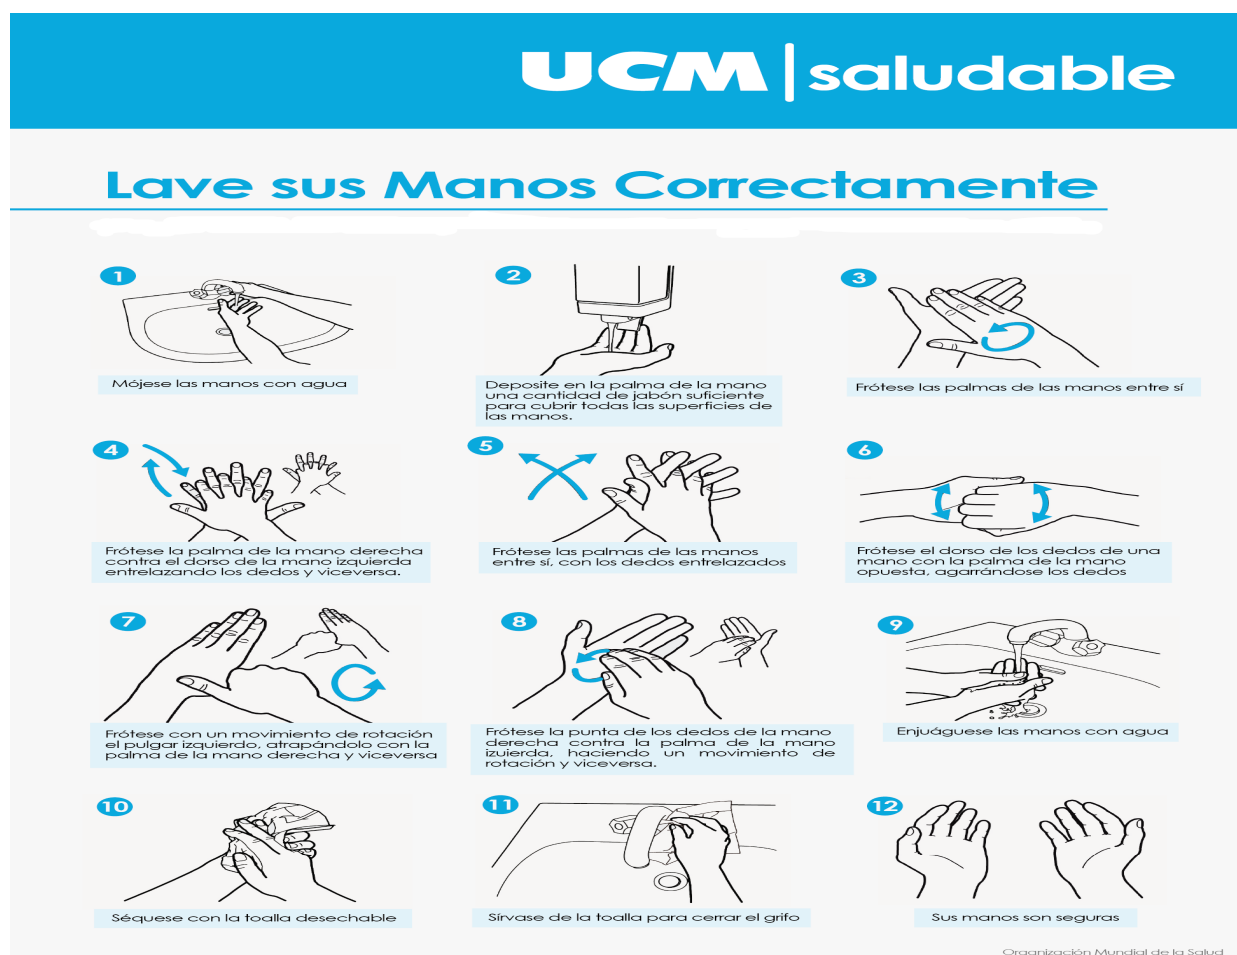 UCM | saludable
Lave sus Manos Correctamente
1
Mójese las manos con agua
2
Deposite en la palma de la mano
una cantidad de jabón suficiente
para cubrir todas las superficies de
las manos.
3
Frótese las palmas de las manos entre sí
4
Frótese la palma de la mano derecha
contra el dorso de la mano izquierda
entrelazando los dedos y viceversa.
5
Frótese las palmas de las manos
entre sí, con los dedos entrelazados
6
Frótese el dorso de los dedos de una
mano con la palma de la mano
opuesta, agarrándose los dedos
7
Frótese con un movimiento de rotación
el pulgar izquierdo, atrapándolo con la
palma de la mano derecha y viceversa
8
Frótese la punta de los dedos de la mano
derecha contra la palma de la mano
izuierda, haciendo un movimiento de
rotación y viceversa.
9
Enjuáguese las manos con agua
10
Séquese con la toalla desechable
11
Sírvase de la toalla para cerrar el grifo
12
Sus manos son seguras
Organización Mundial de la Salud